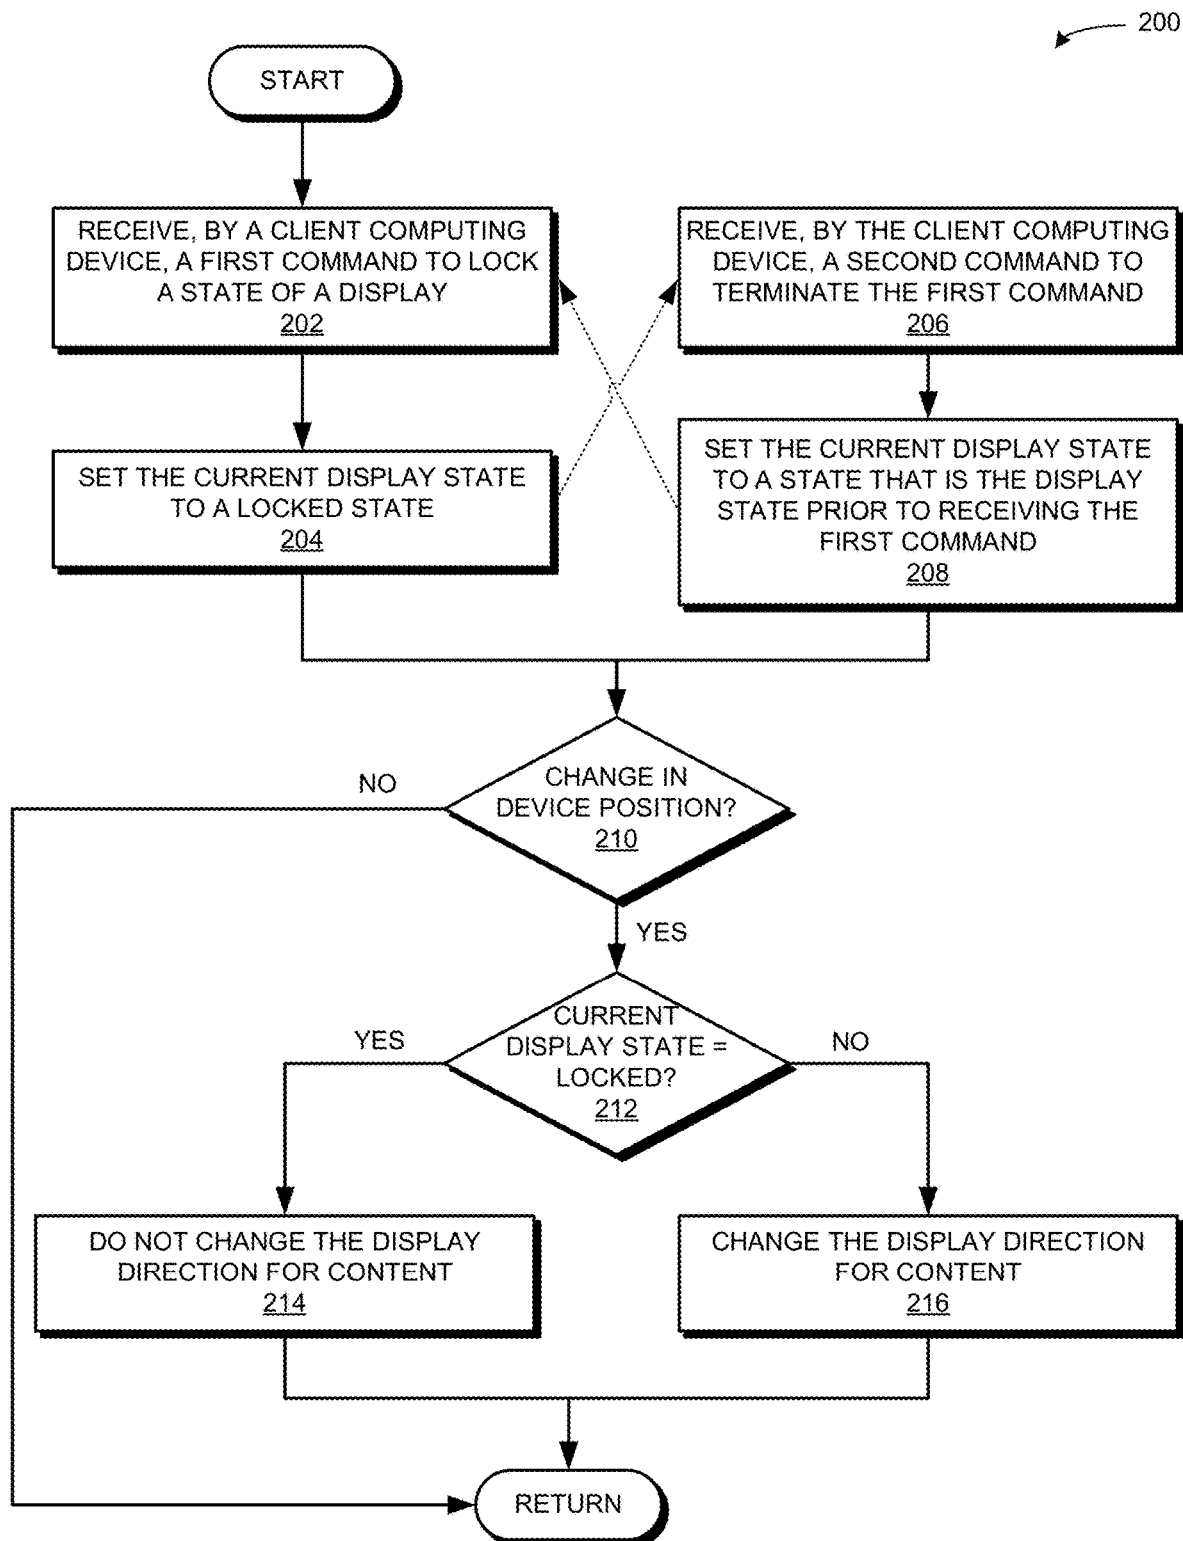 200
START
RECEIVE, BY A CLIENT COMPUTING
DEVICE, A FIRST COMMAND TO LOCK
A STATE OF A DISPLAY
202
RECEIVE, BY THE CLIENT COMPUTING
DEVICE, A SECOND COMMAND TO
TERMINATE THE FIRST COMMAND
206
SET THE CURRENT DISPLAY STATE
TO A LOCKED STATE
204
SET THE CURRENT DISPLAY STATE
TO A STATE THAT IS THE DISPLAY
STATE PRIOR TO RECEIVING THE
FIRST COMMAND
208
NO
CHANGE IN
DEVICE POSITION?
210
YES
YES
CURRENT
DISPLAY STATE =
LOCKED?
212
NO
DO NOT CHANGE THE DISPLAY
DIRECTION FOR CONTENT
214
CHANGE THE DISPLAY DIRECTION
FOR CONTENT
216
RETURN